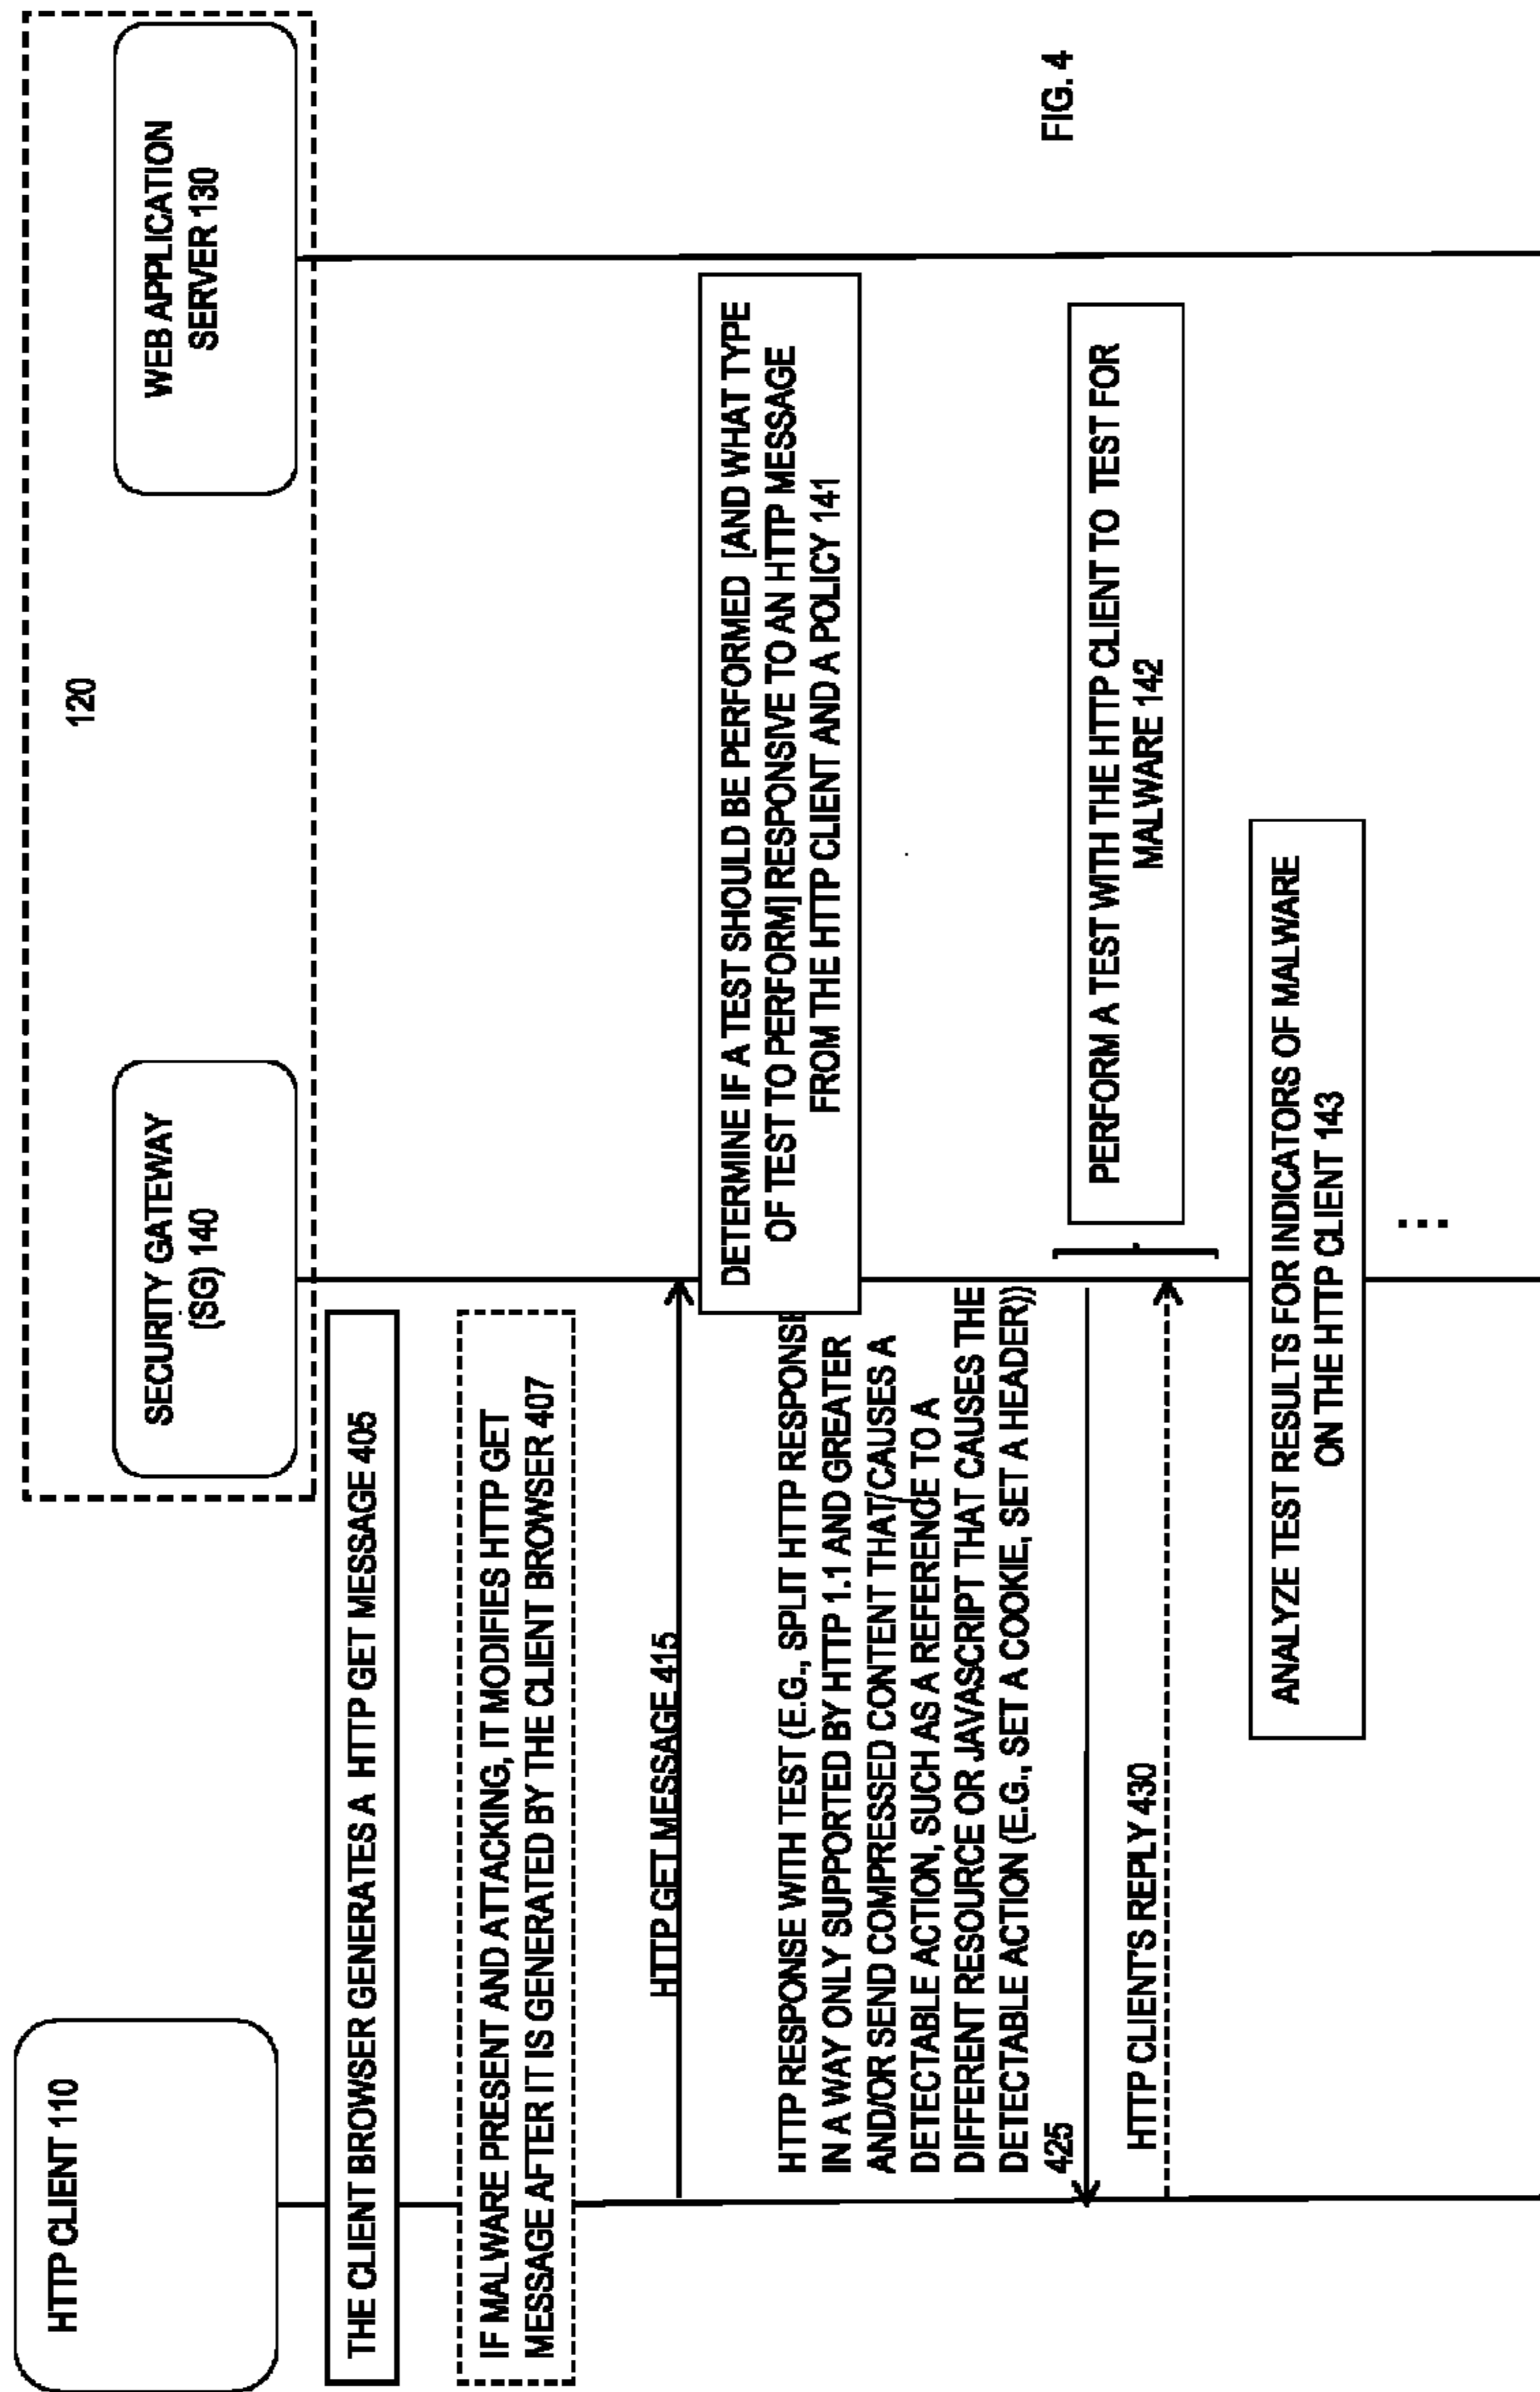 120
HTTP CLIENT 110
SECURITY GATEWAY
(SG) 140
WEB APPLICATION
SERVER 130
THE CLIENT BROWSER GENERATES A HTTP GET MESSAGE 405
IF MALWARE PRESENT AND ATTACKING, IT MODIFIES HTTP GET
MESSAGE AFTER IT IS GENERATED BY THE CLIENT BROWSER 407
HTTP GET MESSAGE 415
DETERMINE IF A TEST SHOULD BE PERFORMED [AND WHAT TYPE
OF TEST TO PERFORM] RESPONSIVE TO AN HTTP MESSAGE
FROM THE HTTP CLIENT AND A POLICY 141
HTTP RESPONSE WITH TEST (E.G., SPLIT HTTP RESPONSE
IN A WAY ONLY SUPPORTED BY HTTP 1.1 AND GREATER
AND/OR SEND COMPRESSED CONTENT THAT CAUSES A
DETECTABLE ACTION, SUCH AS A REFERENCE TO A
DIFFERENT RESOURCE OR JAVASCRIPT THAT CAUSES THE
DETECTABLE ACTION (E.G., SET A COOKIE, SET A HEADER))
425
PERFORM A TEST WITH THE HTTP CLIENT TO TEST FOR
MALWARE 142
HTTP CLIENT'S REPLY 430
ANALYZE TEST RESULTS FOR INDICATORS OF MALWARE
ON THE HTTP CLIENT 143
FIG. 4